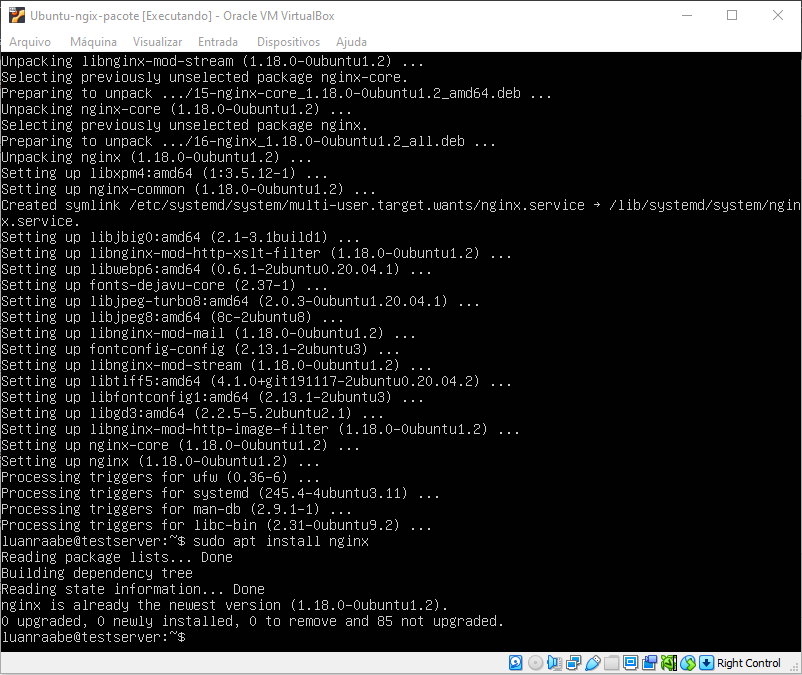 Ubuntu-ngix-pacote [Executando] - Oracle VM VirtualBox
Arquivo Máquina Visualizar Entrada Dispositivos Ajuda
Unpacking libnginx-mod-stream (1.18.0-0ubuntu1.2) ...
Selecting previously unselected package nginx-core.
Preparing to unpack .../15-nginx-core_1.18.0-0ubuntu1.2_amd64.deb ...
Unpacking nginx-core (1.18.0-0ubuntu1.2) ...
Selecting previously unselected package nginx.
Preparing to unpack .../16-nginx_1.18.0-0ubuntu1.2_all.deb ...
Unpacking nginx (1.18.0-0ubuntu1.2) ...
Setting up libxpm4:amd64 (1:3.5.12-1) ...
Setting up nginx-common (1.18.0-0ubuntu1.2) ...
Created symlink /etc/systemd/system/multi-user.target.wants/nginx.service → /lib/systemd/system/ngin
x.service.
Setting up libjbig0:amd64 (2.1-3.1build1) ...
Setting up libnginx-mod-http-xslt-filter (1.18.0-0ubuntu1.2) ...
Setting up libwebp6:amd64 (0.6.1-2ubuntu0.20.04.1) ...
Setting up fonts-dejavu-core (2.37-1) ...
Setting up libjpeg-turbo8:amd64 (2.0.3-0ubuntu1.20.04.1) ...
Setting up libjpeg8:amd64 (8c-2ubuntu8) ...
Setting up libnginx-mod-mail (1.18.0-0ubuntu1.2) ...
Setting up fontconfig-config (2.13.1-2ubuntu3) ...
Setting up libnginx-mod-stream (1.18.0-0ubuntu1.2) ...
Setting up libtiff5:amd64 (4.1.0+git191117-2ubuntu0.20.04.2) ...
Setting up libfontconfig1:amd64 (2.13.1-2ubuntu3) ...
Setting up libgd3:amd64 (2.2.5-5.2ubuntu2.1) ...
Setting up libnginx-mod-http-image-filter (1.18.0-0ubuntu1.2) ...
Setting up nginx-core (1.18.0-0ubuntu1.2) ...
Setting up nginx (1.18.0-0ubuntu1.2) ...
Processing triggers for ufw (0.36-6) ...
Processing triggers for systemd (245.4-4ubuntu3.11) ...
Processing triggers for man-db (2.9.1-1) ...
Processing triggers for libc-bin (2.31-0ubuntu9.2) ...
luanraabe@testserver:~$ sudo apt install nginx
Reading package lists... Done
Building dependency tree
Reading state information... Done
nginx is already the newest version (1.18.0-0ubuntu1.2).
0 upgraded, 0 newly installed, 0 to remove and 85 not upgraded.
luanraabe@testserver:~$
Right Control